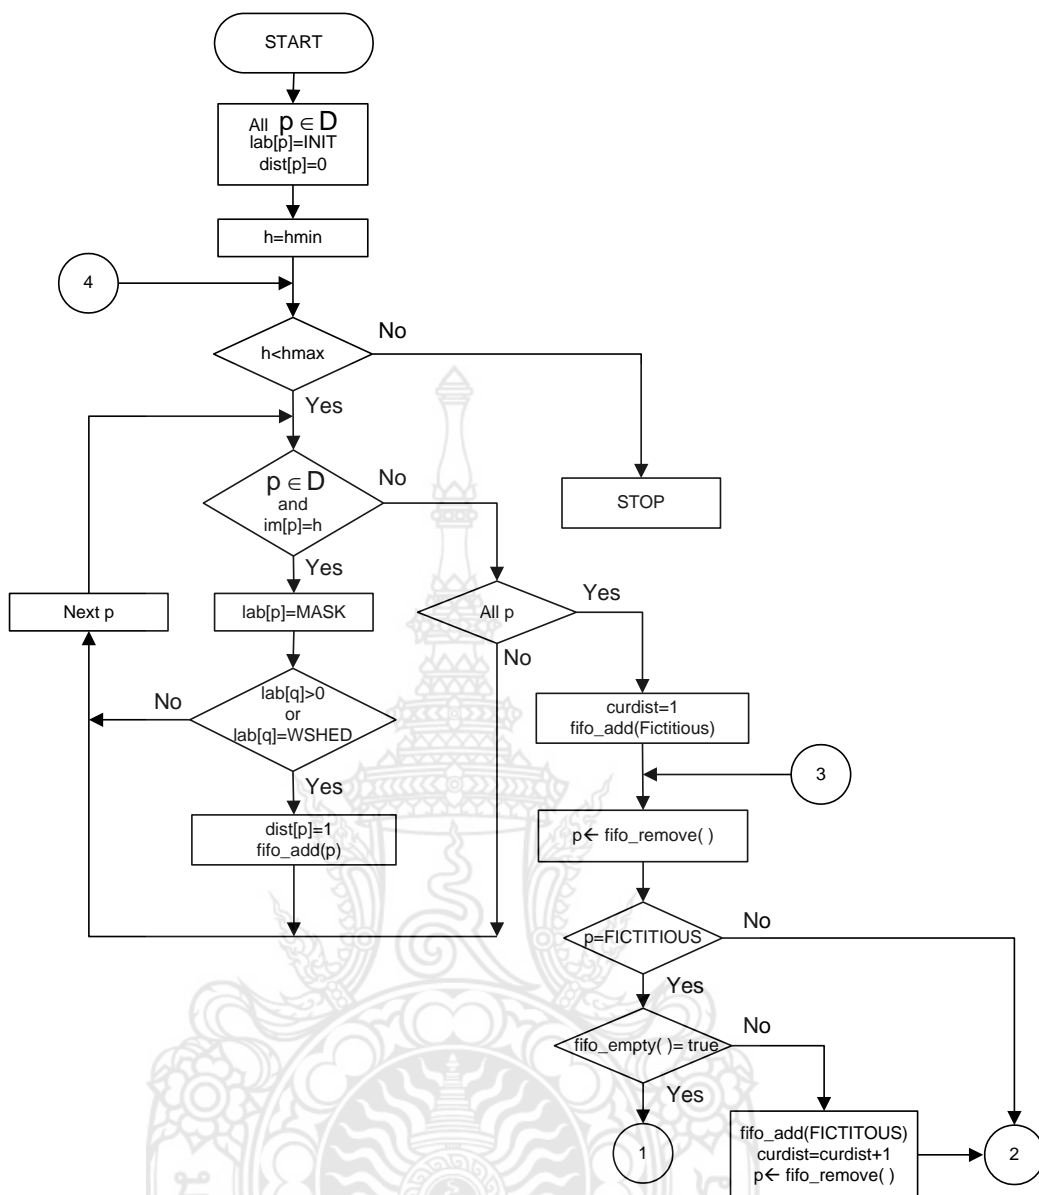 START
All p ∈ D
lab[p]=INIT
dist[p]=0
h=hmin
4
h<hmax
No
Yes
p ∈ D
and
im[p]=h
No
STOP
Yes
Next p
lab[p]=MASK
All p
Yes
No
lab[q]>0
or
lab[q]=WSHED
No
curdist=1
fifo_add(Fictitious)
Yes
3
dist[p]=1
fifo_add(p)
p← fifo_remove( )
p=FICTITIOUS
No
Yes
fifo_empty( )= true
No
Yes
1
fifo_add(FICTITOUS)
curdist=curdist+1
p← fifo_remove( )
2